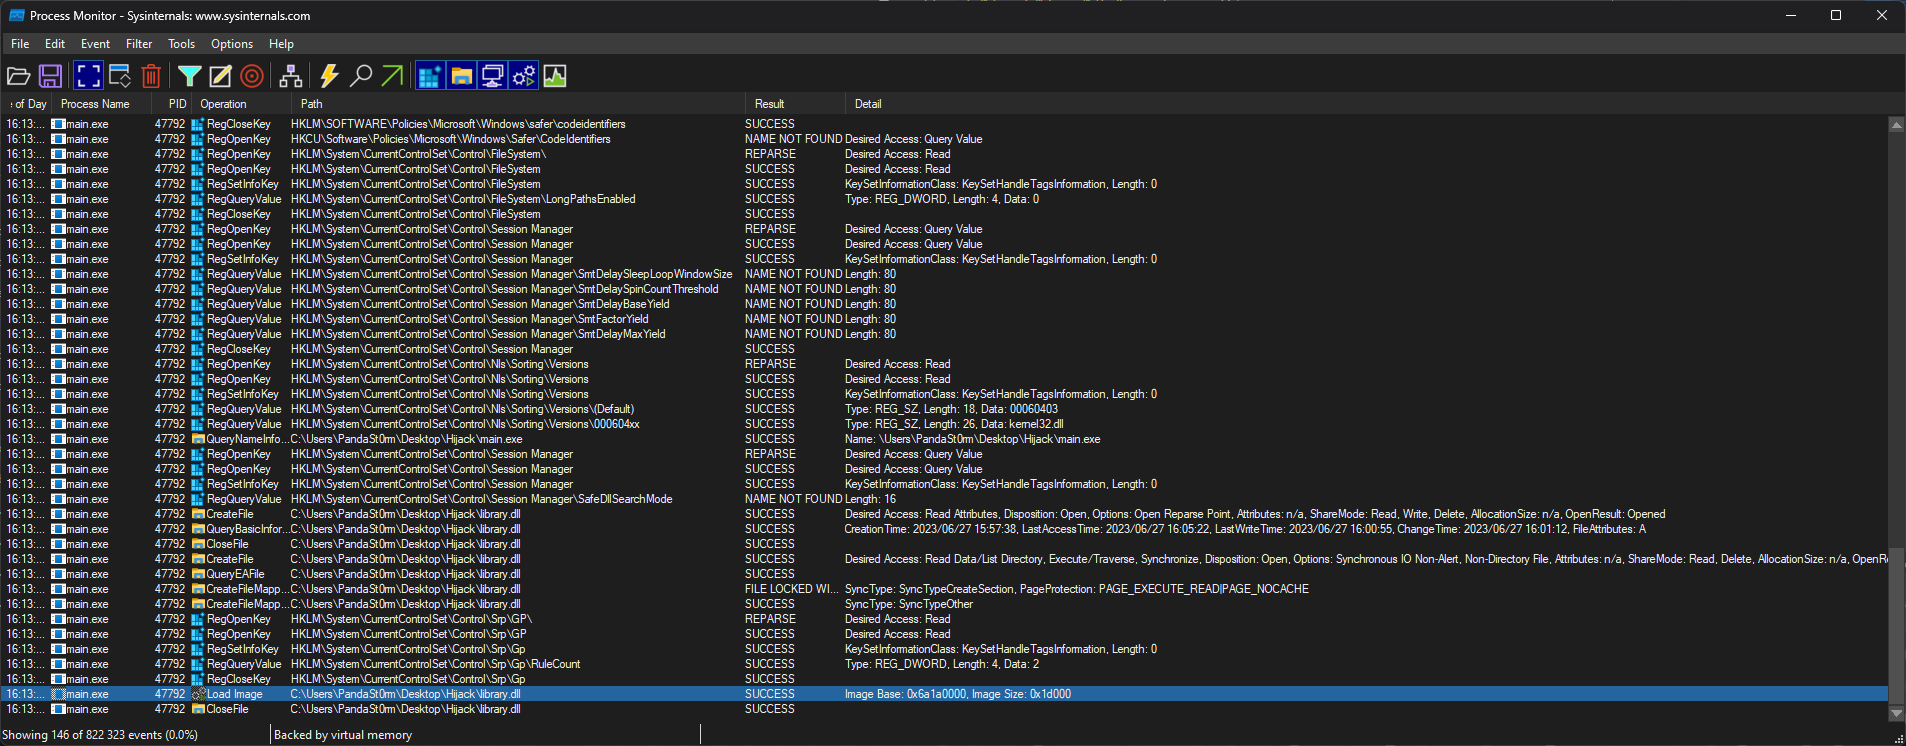 Process Monitor - Sysinternals: www.sysinternals.com
File Edit Event Filter Tools Options Help
of Day Process Name PID Operation Path Result Detail
16:13:... main.exe 47792 RegCloseKey HKLM\SOFTWARE\Policies\Microsoft\Windows\safer\codeidentifiers SUCCESS
16:13:... main.exe 47792 RegOpenKey HKCU\Software\Policies\Microsoft\Windows\Safer\CodeIdentifiers NAME NOT FOUND Desired Access: Query Value
16:13:... main.exe 47792 RegOpenKey HKLM\System\CurrentControlSet\Control\FileSystem\ REPARSE Desired Access: Read
16:13:... main.exe 47792 RegOpenKey HKLM\System\CurrentControlSet\Control\FileSystem SUCCESS Desired Access: Read
16:13:... main.exe 47792 RegSetInfoKey HKLM\System\CurrentControlSet\Control\FileSystem SUCCESS KeySetInformationClass: KeySetHandleTagsInformation, Length: 0
16:13:... main.exe 47792 RegQueryValue HKLM\System\CurrentControlSet\Control\FileSystem\LongPathsEnabled SUCCESS Type: REG_DWORD, Length: 4, Data: 0
16:13:... main.exe 47792 RegCloseKey HKLM\System\CurrentControlSet\Control\FileSystem SUCCESS
16:13:... main.exe 47792 RegOpenKey HKLM\System\CurrentControlSet\Control\Session Manager REPARSE Desired Access: Query Value
16:13:... main.exe 47792 RegOpenKey HKLM\System\CurrentControlSet\Control\Session Manager SUCCESS Desired Access: Query Value
16:13:... main.exe 47792 RegSetInfoKey HKLM\System\CurrentControlSet\Control\Session Manager SUCCESS KeySetInformationClass: KeySetHandleTagsInformation, Length: 0
16:13:... main.exe 47792 RegQueryValue HKLM\System\CurrentControlSet\Control\Session Manager\SmtDelaySleepLoopWindowSize NAME NOT FOUND Length: 80
16:13:... main.exe 47792 RegQueryValue HKLM\System\CurrentControlSet\Control\Session Manager\SmtDelaySpinCountThreshold NAME NOT FOUND Length: 80
16:13:... main.exe 47792 RegQueryValue HKLM\System\CurrentControlSet\Control\Session Manager\SmtDelayBaseYield NAME NOT FOUND Length: 80
16:13:... main.exe 47792 RegQueryValue HKLM\System\CurrentControlSet\Control\Session Manager\SmtFactorYield NAME NOT FOUND Length: 80
16:13:... main.exe 47792 RegQueryValue HKLM\System\CurrentControlSet\Control\Session Manager\SmtDelayMaxYield NAME NOT FOUND Length: 80
16:13:... main.exe 47792 RegCloseKey HKLM\System\CurrentControlSet\Control\Session Manager SUCCESS
16:13:... main.exe 47792 RegOpenKey HKLM\System\CurrentControlSet\Control\Nls\Sorting\Versions REPARSE Desired Access: Read
16:13:... main.exe 47792 RegOpenKey HKLM\System\CurrentControlSet\Control\Nls\Sorting\Versions SUCCESS Desired Access: Read
16:13:... main.exe 47792 RegSetInfoKey HKLM\System\CurrentControlSet\Control\Nls\Sorting\Versions SUCCESS KeySetInformationClass: KeySetHandleTagsInformation, Length: 0
16:13:... main.exe 47792 RegQueryValue HKLM\System\CurrentControlSet\Control\Nls\Sorting\Versions\(Default) SUCCESS Type: REG_SZ, Length: 18, Data: 00060403
16:13:... main.exe 47792 RegQueryValue HKLM\System\CurrentControlSet\Control\Nls\Sorting\Versions\000604xx SUCCESS Type: REG_SZ, Length: 26, Data: kernel32.dll
16:13:... main.exe 47792 QueryNameInfo... C:\Users\PandaSt0rm\Desktop\Hijack\main.exe SUCCESS Name: \Users\PandaSt0rm\Desktop\Hijack\main.exe
16:13:... main.exe 47792 RegOpenKey HKLM\System\CurrentControlSet\Control\Session Manager REPARSE Desired Access: Query Value
16:13:... main.exe 47792 RegOpenKey HKLM\System\CurrentControlSet\Control\Session Manager SUCCESS Desired Access: Query Value
16:13:... main.exe 47792 RegSetInfoKey HKLM\System\CurrentControlSet\Control\Session Manager SUCCESS KeySetInformationClass: KeySetHandleTagsInformation, Length: 0
16:13:... main.exe 47792 RegQueryValue HKLM\System\CurrentControlSet\Control\Session Manager\SafeDllSearchMode NAME NOT FOUND Length: 16
16:13:... main.exe 47792 CreateFile C:\Users\PandaSt0rm\Desktop\Hijack\library.dll SUCCESS Desired Access: Read Attributes, Disposition: Open, Options: Open Reparse Point, Attributes: n/a, ShareMode: Read, Write, Delete, AllocationSize: n/a, OpenResult: Opened
16:13:... main.exe 47792 QueryBasicInfor... C:\Users\PandaSt0rm\Desktop\Hijack\library.dll SUCCESS CreationTime: 2023/06/27 15:57:38, LastAccessTime: 2023/06/27 16:05:22, LastWriteTime: 2023/06/27 16:00:55, ChangeTime: 2023/06/27 16:01:12, FileAttributes: A
16:13:... main.exe 47792 CloseFile C:\Users\PandaSt0rm\Desktop\Hijack\library.dll SUCCESS
16:13:... main.exe 47792 CreateFile C:\Users\PandaSt0rm\Desktop\Hijack\library.dll SUCCESS Desired Access: Read Data/List Directory, Execute/Traverse, Synchronize, Disposition: Open, Options: Synchronous IO Non-Alert, Non-Directory File, Attributes: n/a, ShareMode: Read, Delete, AllocationSize: n/a, OpenRe
16:13:... main.exe 47792 QueryEAFile C:\Users\PandaSt0rm\Desktop\Hijack\library.dll SUCCESS
16:13:... main.exe 47792 CreateFileMapp... C:\Users\PandaSt0rm\Desktop\Hijack\library.dll FILE LOCKED WI... SyncType: SyncTypeCreateSection, PageProtection: PAGE_EXECUTE_READ|PAGE_NOCACHE
16:13:... main.exe 47792 CreateFileMapp... C:\Users\PandaSt0rm\Desktop\Hijack\library.dll SUCCESS SyncType: SyncTypeOther
16:13:... main.exe 47792 RegOpenKey HKLM\System\CurrentControlSet\Control\Srp\GP\ REPARSE Desired Access: Read
16:13:... main.exe 47792 RegOpenKey HKLM\System\CurrentControlSet\Control\Srp\GP SUCCESS Desired Access: Read
16:13:... main.exe 47792 RegSetInfoKey HKLM\System\CurrentControlSet\Control\Srp\Gp SUCCESS KeySetInformationClass: KeySetHandleTagsInformation, Length: 0
16:13:... main.exe 47792 RegQueryValue HKLM\System\CurrentControlSet\Control\Srp\Gp\RuleCount SUCCESS Type: REG_DWORD, Length: 4, Data: 2
16:13:... main.exe 47792 RegCloseKey HKLM\System\CurrentControlSet\Control\Srp\Gp SUCCESS
16:13:... main.exe 47792 Load Image C:\Users\PandaSt0rm\Desktop\Hijack\library.dll SUCCESS Image Base: 0x6a1a0000, Image Size: 0x1d000
16:13:... main.exe 47792 CloseFile C:\Users\PandaSt0rm\Desktop\Hijack\library.dll SUCCESS
Showing 146 of 822 323 events (0.0%) Backed by virtual memory